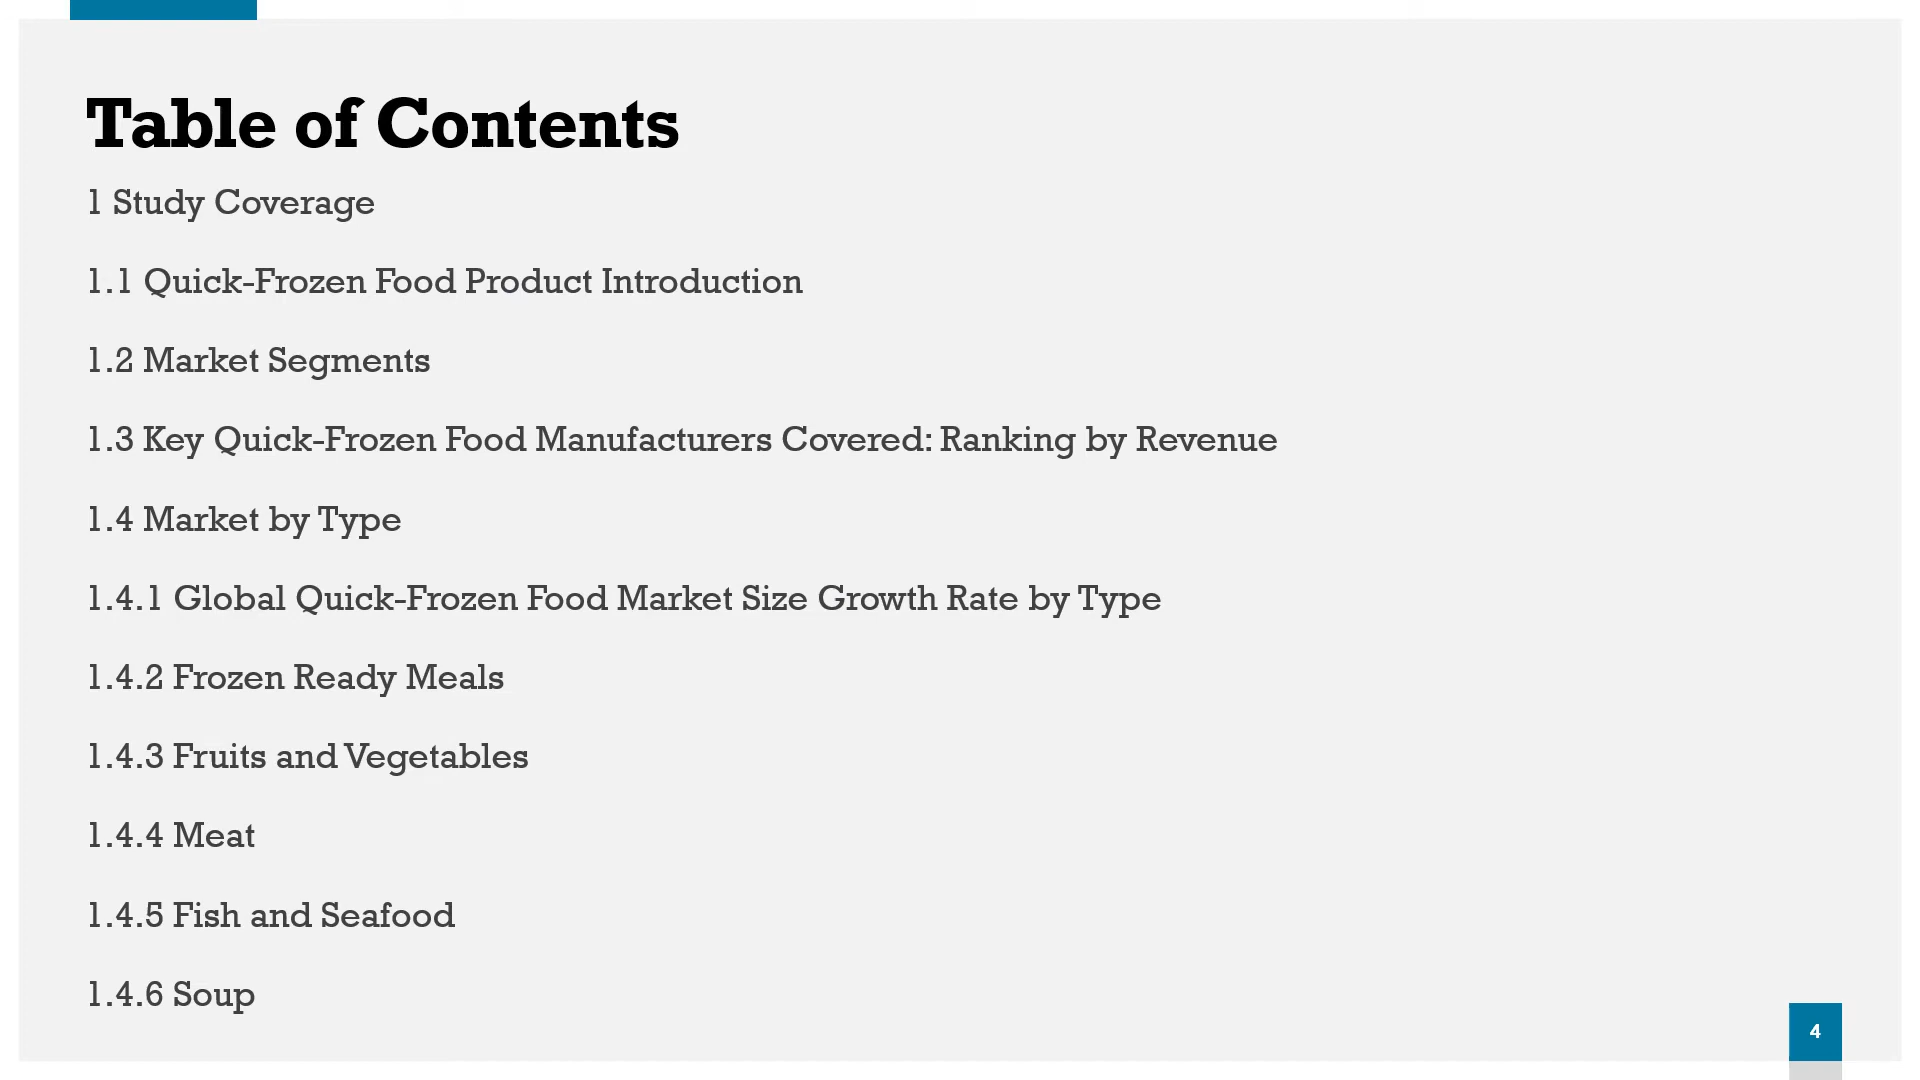 Table of Contents
1 Study Coverage
1.1 Quick-Frozen Food Product Introduction
1.2 Market Segments
1.3 Key Quick-Frozen Food Manufacturers Covered: Ranking by Revenue
1.4 Market by Type
1.4.1 Global Quick-Frozen Food Market Size Growth Rate by Type
1.4.2 Frozen Ready Meals
1.4.3 Fruits and Vegetables
1.4.4 Meat
1.4.5 Fish and Seafood
1.4.6 Soup
4